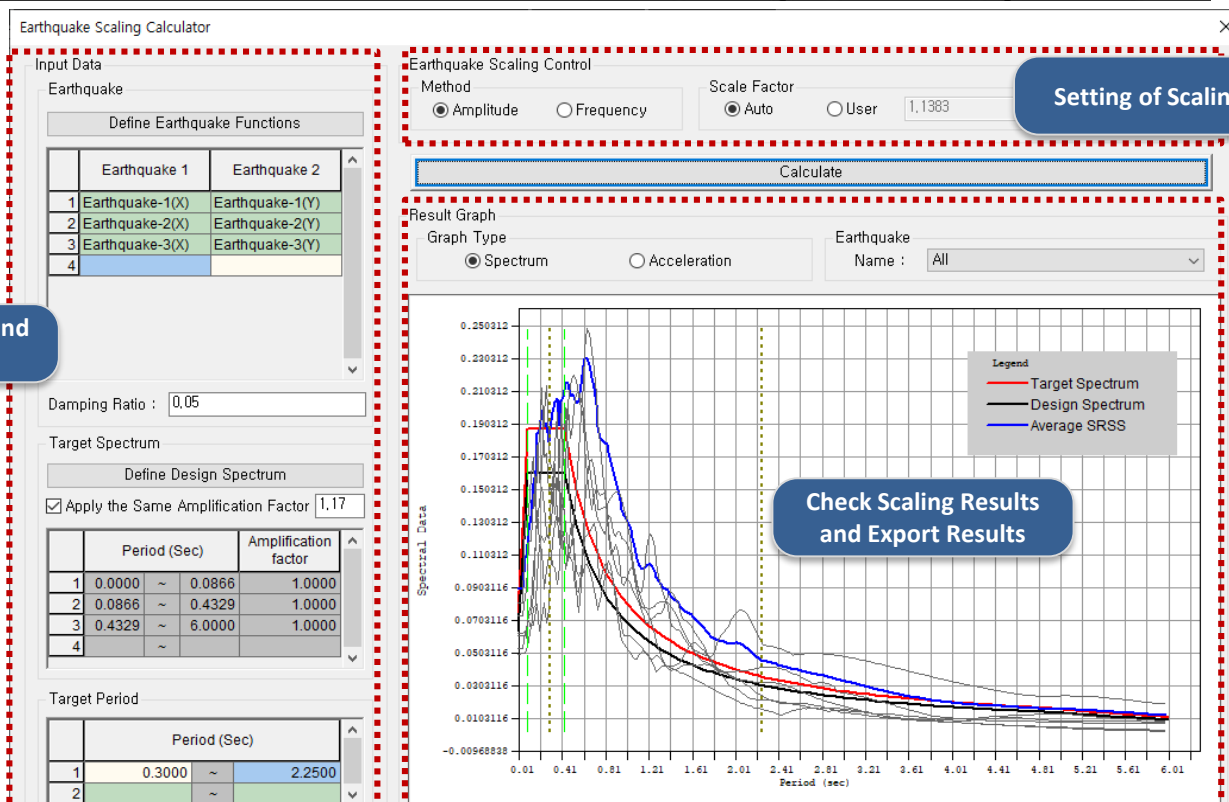 Earthquake Scaling Calculator
Input Data
Earthquake
Define Earthquake Functions
Earthquake 1 Earthquake 2
1 Earthquake-1(X) Earthquake-1(Y)
2 Earthquake-2(X) Earthquake-2(Y)
3 Earthquake-3(X) Earthquake-3(Y)
4
nd
Damping Ratio : 0,05
Target Spectrum
Define Design Spectrum
Apply the Same Amplification Factor 1,17
Period (Sec) Amplification
factor
1 0.0000 ~ 0.0866 1.0000
2 0.0866 ~ 0.4329 1.0000
3 0.4329 ~ 6.0000 1.0000
4 ~
Target Period
Period (Sec)
1 0.3000 ~ 2.2500
2 ~
Earthquake Scaling Control
Method
Amplitude Frequency
Scale Factor
Auto User 1,1383
Setting of Scalin
Calculate
Result Graph
Graph Type
Spectrum Acceleration
Earthquake
Name : All
0.250312
0.230312
0.210312
0.190312
0.170312
0.150312
0.130312
0.110312
0.0903116
0.0703116
0.0503116
0.0303116
0.0103116
-0.00968838
Spectral Data
Legend
Target Spectrum
Design Spectrum
Average SRSS
Check Scaling Results
and Export Results
0.01 0.41 0.81 1.21 1.61 2.01 2.41 2.81 3.21 3.61 4.01 4.41 4.81 5.21 5.61 6.01
Period (sec)